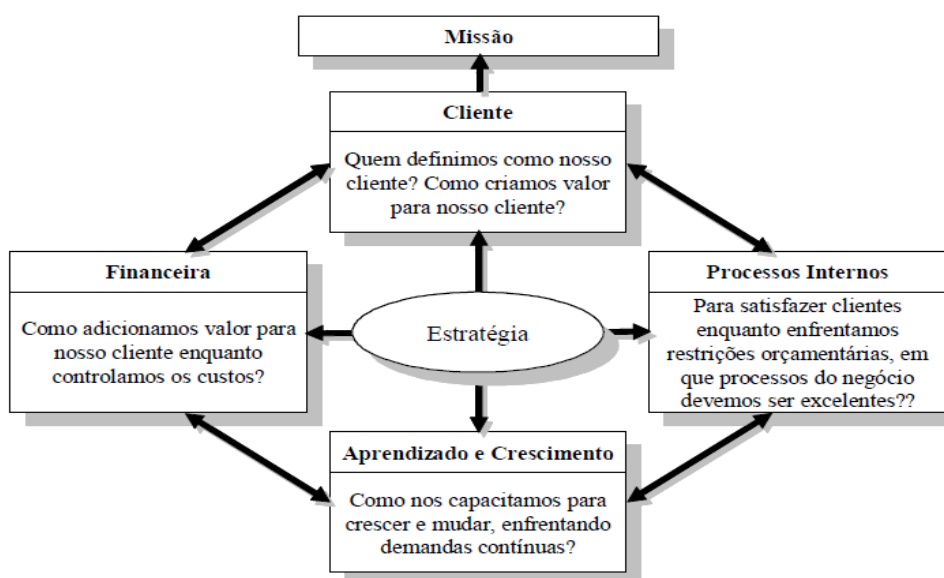 Missão
Cliente
Quem definimos como nosso
cliente? Como criamos valor
para nosso cliente?
Financeira
Como adicionamos valor para
nosso cliente enquanto
controlamos os custos?
Estratégia
Processos Internos
Para satisfazer clientes
enquanto enfrentamos
restrições orçamentárias, em
que processos do negócio
devemos ser excelentes??
Aprendizado e Crescimento
Como nos capacitamos para
crescer e mudar, enfrentando
demandas contínuas?